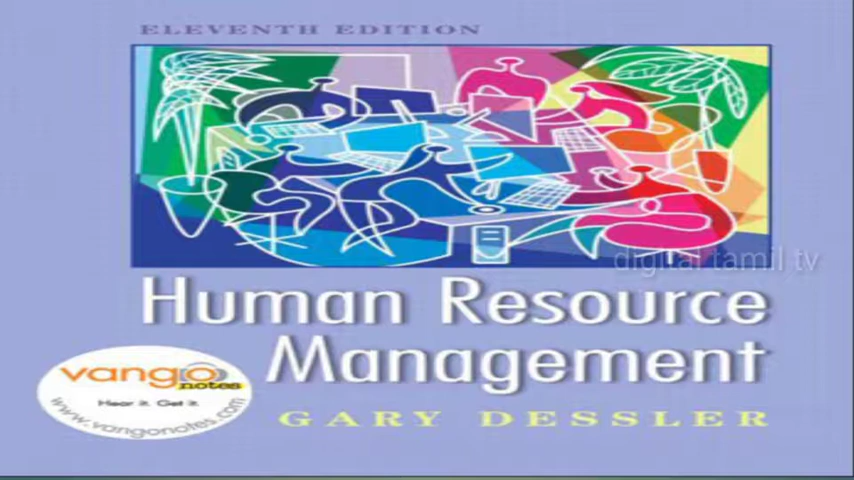 ELEVENTH EDITION
digital tamil tv
Human Resource
Management
vango
notes
Hear it. Get it.
www.vangonotes.com
GARY DESSLER